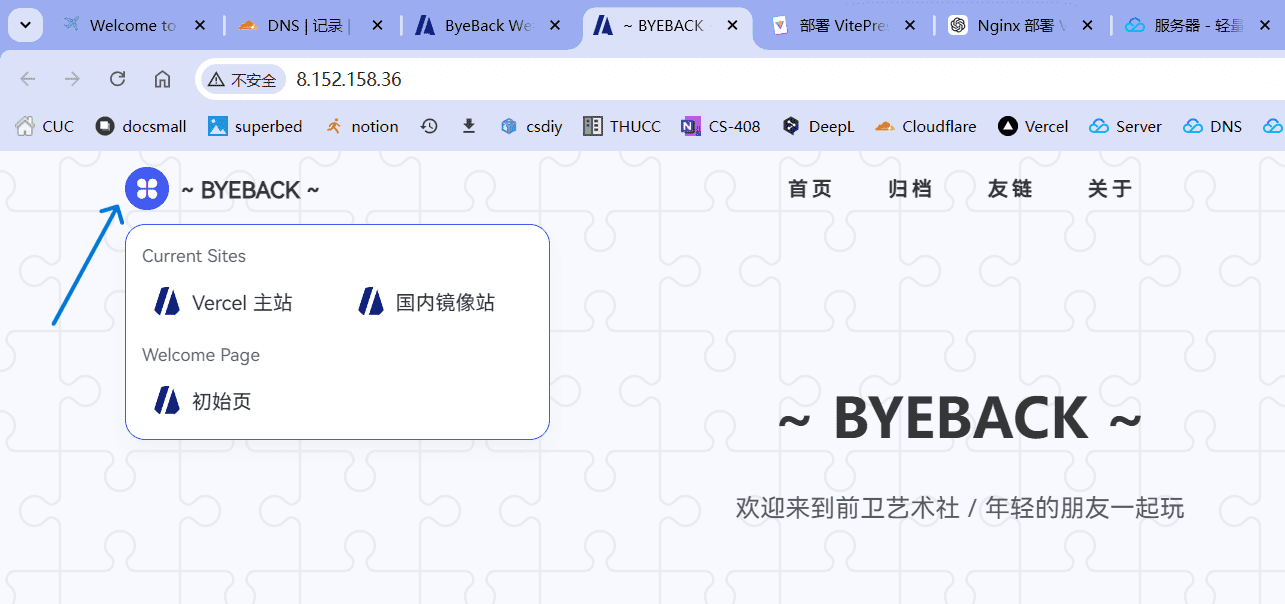 Welcome to
DNS | 记录 |
ByeBack We
~ BYEBACK
部署 VitePres
Nginx 部署 V
服务器 - 轻量
不安全
8.152.158.36
CUC
docsmall
superbed
notion
csdiy
THUCC
CS-408
DeepL
Cloudflare
Vercel
Server
DNS
~ BYEBACK ~
首页
归档
友链
关于
Current Sites
Vercel 主站
国内镜像站
Welcome Page
初始页
~ BYEBACK ~
欢迎来到前卫艺术社 / 年轻的朋友一起玩